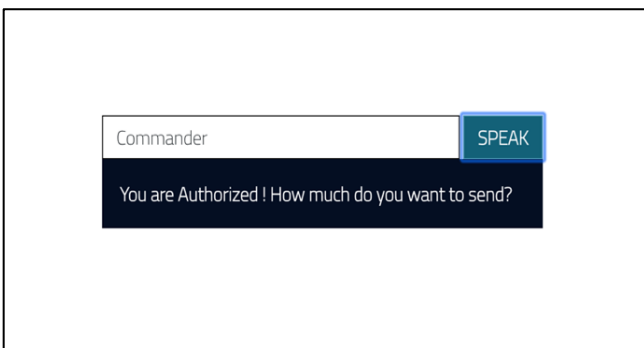 Commander
SPEAK
You are Authorized ! How much do you want to send?